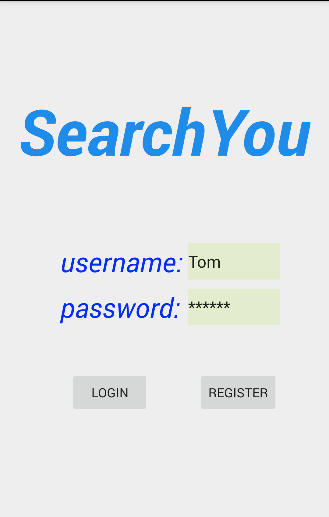 SearchYou
username: Tom
password: ******
LOGIN REGISTER